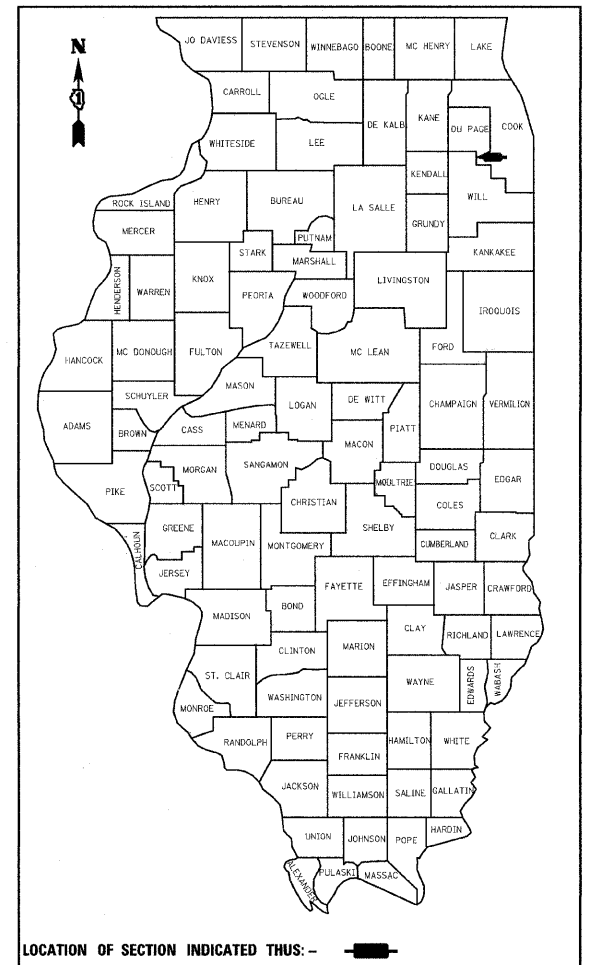 JO DAVIESS STEVENSON WINNEBAGO BOONE MC HENRY LAKE
N
CARROLL OGLE
DE KALB KANE DU PAGE COOK
WHITESIDE LEE
KENDALL
ROCK ISLAND HENRY BUREAU LA SALLE WILL
MERCER PUTNAM GRUNDY
STARK MARSHALL KANKAKEE
HENDERSON WARREN KNOX PEORIA WOODFORD LIVINGSTON
IROQUOIS
HANCOCK MC DONOUGH FULTON TAZEWELL MC LEAN FORD
MASON
SCHUYLER LOGAN DE WITT CHAMPAIGN VERMILION
ADAMS BROWN CASS MENARD PIATT
MACON
PIKE SCOTT MORGAN SANGAMON MOULTRIE DOUGLAS EDGAR
CHRISTIAN COLES
GREENE SHELBY
CALHOUN MACOUPIN MONTGOMERY CUMBERLAND CLARK
JERSEY
FAYETTE EFFINGHAM JASPER CRAWFORD
MADISON BOND
CLAY
CLINTON MARION RICHLAND LAWRENCE
ST. CLAIR WAYNE EDWARDS WABASH
WASHINGTON JEFFERSON
MONROE
RANDOLPH PERRY HAMILTON WHITE
FRANKLIN
JACKSON WILLIAMSON SALINE GALLATIN
UNION JOHNSON POPE HARDIN
ALEXANDER PULASKI MASSAC
LOCATION OF SECTION INDICATED THUS: -